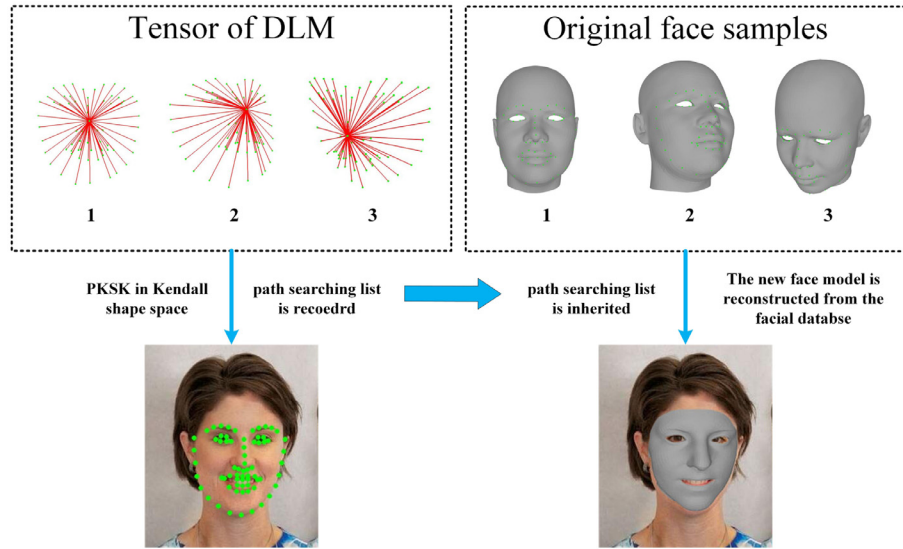 Tensor of DLM
1
2
3
Original face samples
1
2
3
PKSK in Kendall
shape space
path searching list
is recoedrd
path searching list
is inherited
The new face model is
reconstructed from the
facial databse